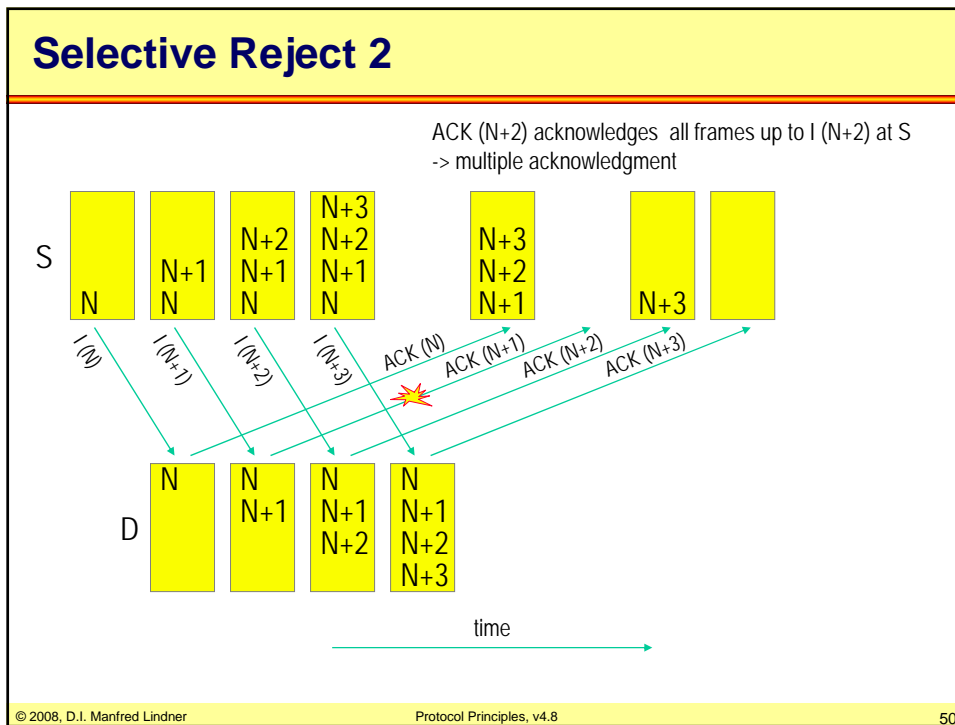 Selective Reject 2
ACK (N+2) acknowledges all frames up to I (N+2) at S
-> multiple acknowledgment
S
N
N+1
N
N+2
N+1
N
N+3
N+2
N+1
N
N+3
N+2
N+1
N+3
I (N)
I (N+1)
I (N+2)
I (N+3)
ACK (N)
ACK (N+1)
ACK (N+2)
ACK (N+3)
D
N
N
N+1
N
N+1
N+2
N
N+1
N+2
N+3
time
© 2008, D.I. Manfred Lindner
Protocol Principles, v4.8
50